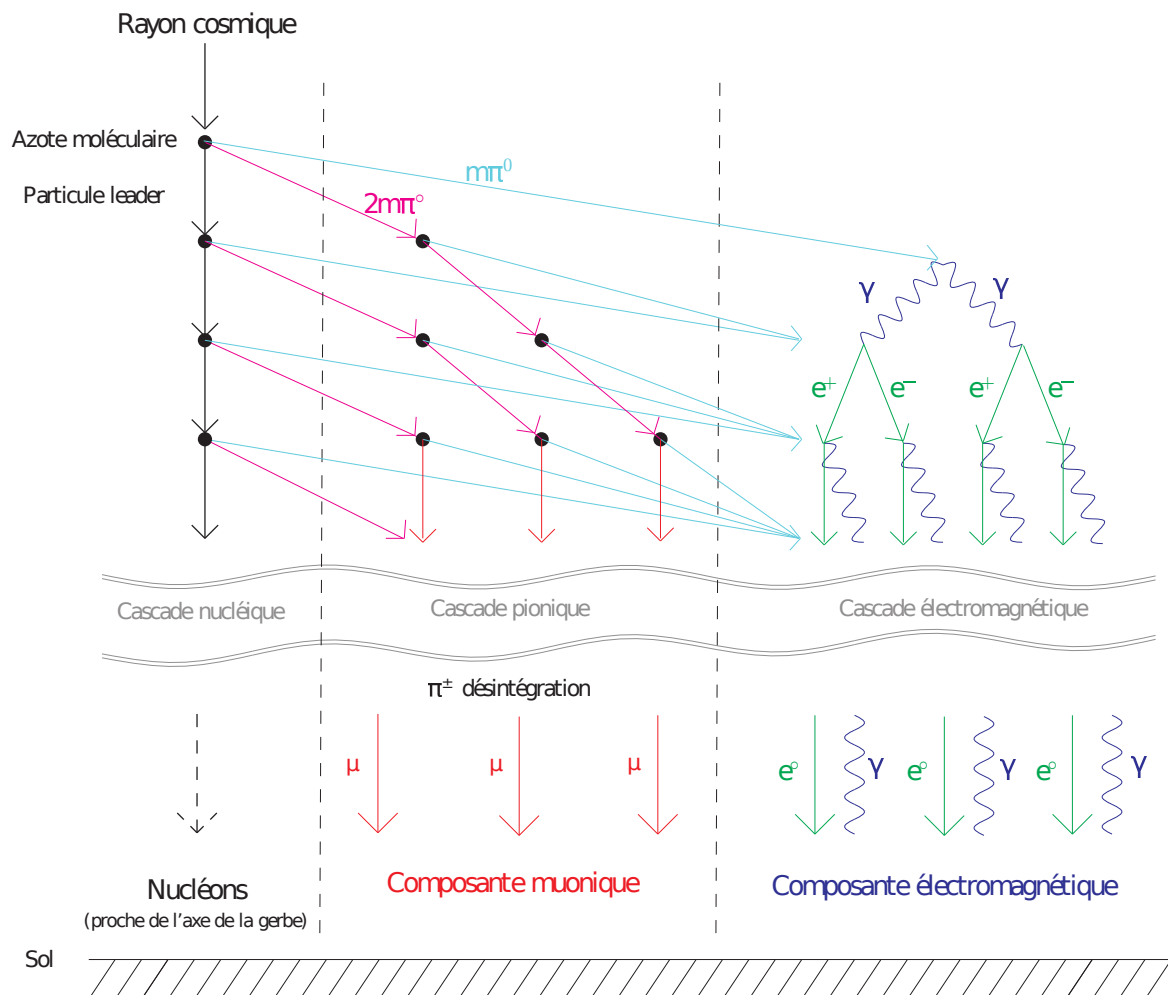 Rayon cosmique
Azote moléculaire
Particule leader
mπ⁰
2mπ°
γ
γ
e⁺
e⁻
e⁺
e⁻
Cascade nucléique
Cascade pionique
Cascade électromagnétique
π± désintégration
μ
μ
μ
e°
γ
e°
γ
e°
γ
Nucléons
(proche de l'axe de la gerbe)
Composante muonique
Composante électromagnétique
Sol